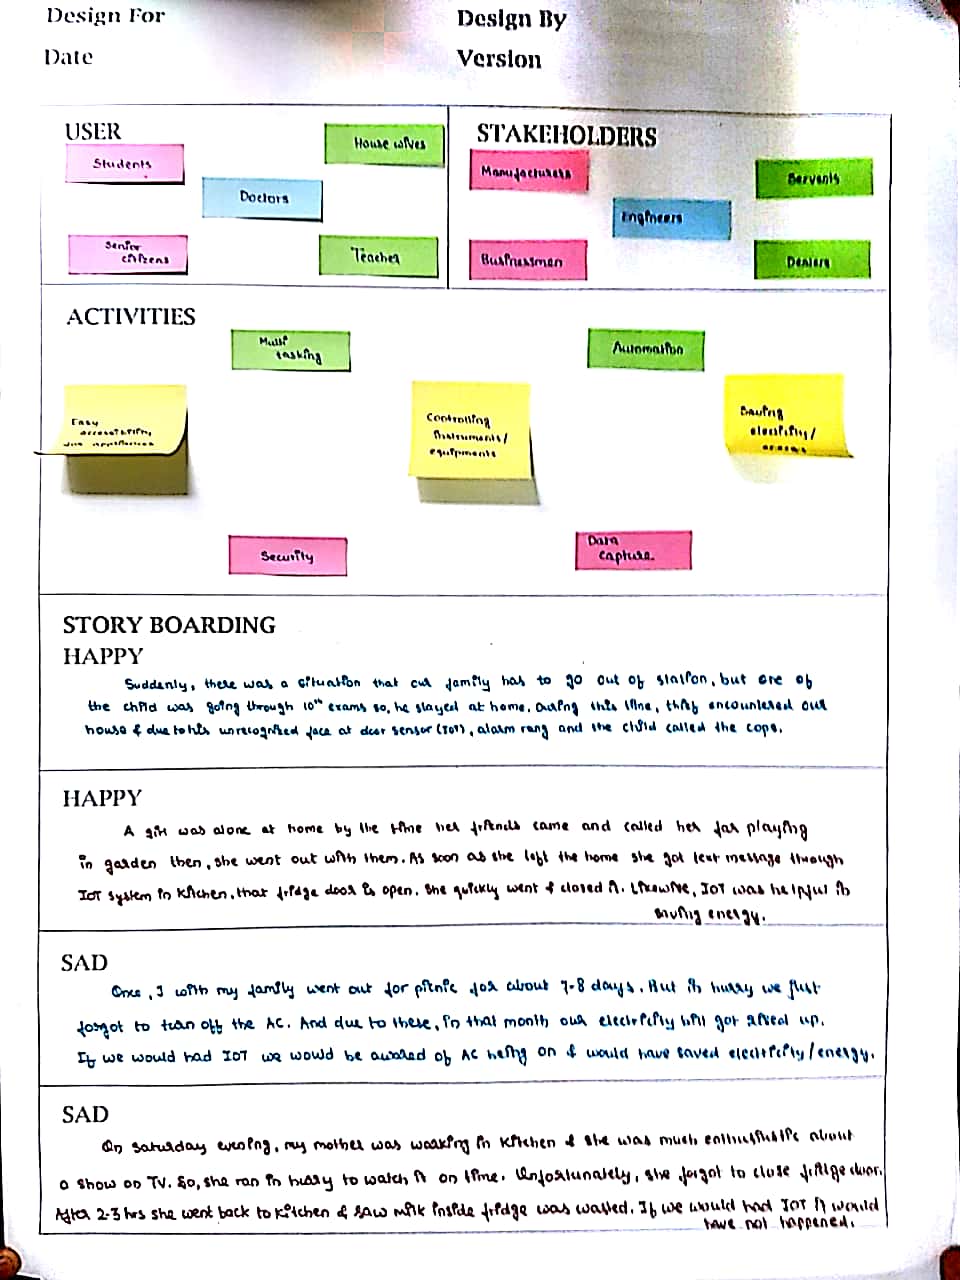 Design For
Design By
Date
Version
USER
Students
House wives
Doctors
Senior
citizens
Teacher
STAKEHOLDERS
Manufacturers
Servents
Engineers
Businessman
Dealers
ACTIVITIES
Multi
tasking
Automation
Easy
accessibility
appliances
Controlling
instruments/
equipments
Saving
electricity/
energy
Security
Data
capture
STORY BOARDING
HAPPY
Suddenly, there was a situation that our family has to go out of station, but one of
the child was going through 10th exams so, he stayed at home. During this time, encountered our
house & due to his unrecognized face at door sensor (IOT), alarm rang and the child called the cops.
HAPPY
A girl was alone at home by the time her friends came and called her for playing
in garden then, she went out with them. As soon as she left the home she got text message through
IOT system in kitchen, that fridge door is open. She quickly went & closed it. Likewise, IOT was helpful in
saving energy.
SAD
Once, I with my family went out for picnic for about 7-8 days. But in hurry we just
forgot to turn off the AC. And due to these, in that month our electricity bill got up.
If we would had IOT we would be awared of AC being on & would have saved electricity/energy.
SAD
On saturday evening, my mother was working in kitchen & she was much enthusiastic about
a show on TV. So, she ran in hurry to watch it on time. Unfortunately, she forgot to close fridge door.
After 2-3 hrs she went back to kitchen & saw milk inside fridge was wasted. If we would had IOT it would
have not happened.